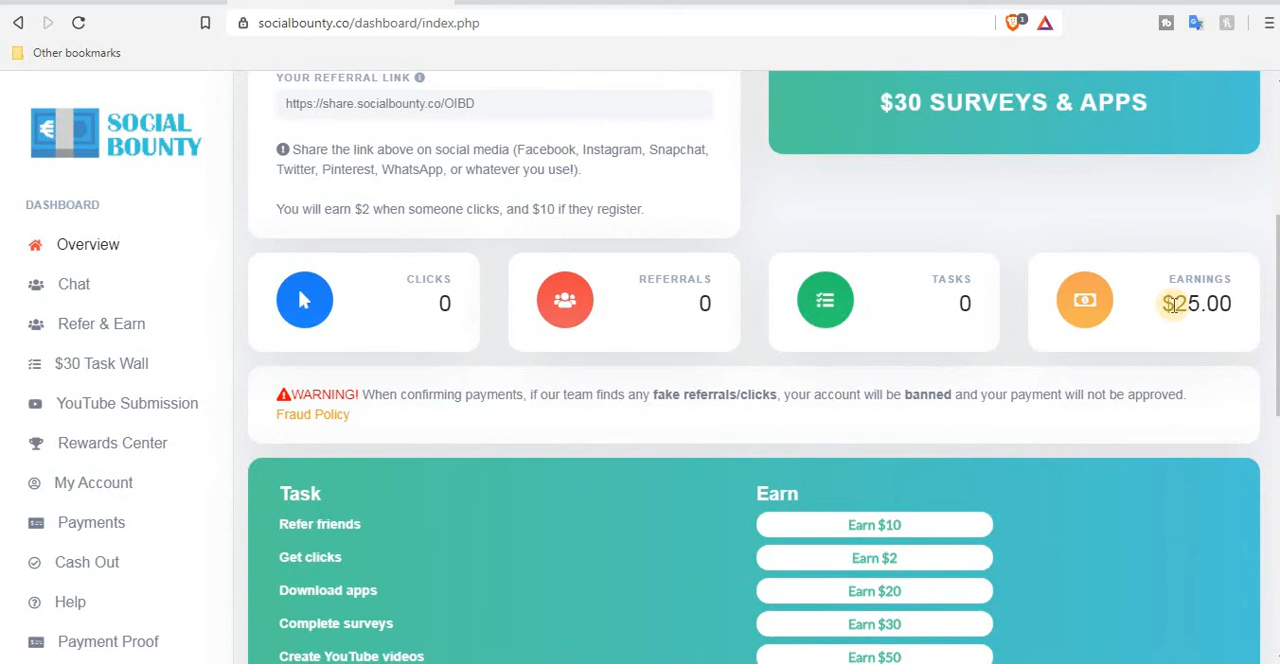 socialbounty.co/dashboard/index.php
1
Other bookmarks
SOCIAL
BOUNTY
DASHBOARD
Overview
Chat
Refer & Earn
$30 Task Wall
YouTube Submission
Rewards Center
My Account
Payments
Cash Out
Help
Payment Proof
YOUR REFERRAL LINK
https://share.socialbounty.co/OIBD
Share the link above on social media (Facebook, Instagram, Snapchat,
Twitter, Pinterest, WhatsApp, or whatever you use!).
You will earn $2 when someone clicks, and $10 if they register.
$30 SURVEYS & APPS
CLICKS
0
REFERRALS
0
TASKS
0
EARNINGS
$25.00
WARNING! When confirming payments, if our team finds any fake referrals/clicks, your account will be banned and your payment will not be approved.
Fraud Policy
Task Earn
Refer friends Earn $10
Get clicks Earn $2
Download apps Earn $20
Complete surveys Earn $30
Create YouTube videos Earn $50